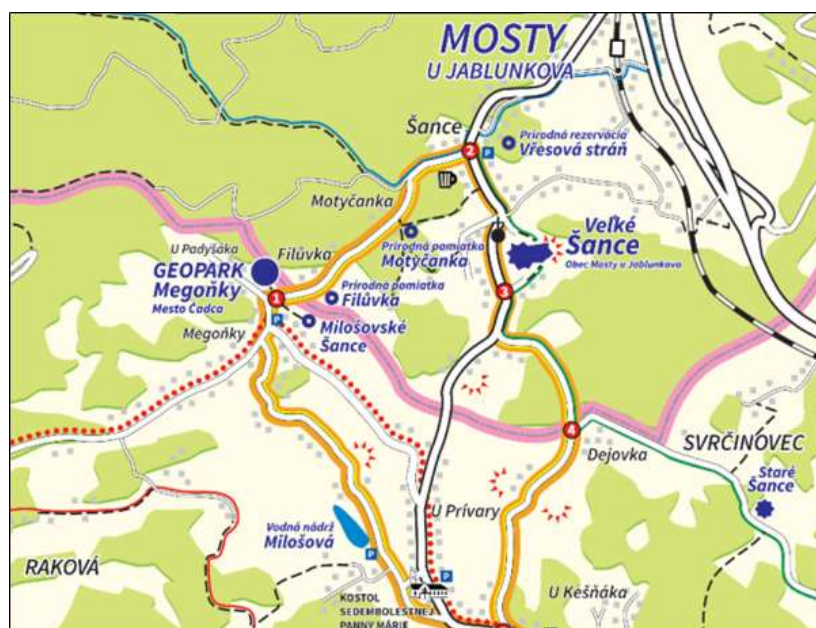 MOSTY
U JABLUNKOVA
Šance
2
P
Prírodná rezervácia
Vřesová stráň
Motyčanka
U Padyšáka
Filůvka
Prírodná pamiatka
Motyčanka
Veľké
Šance
Obec Mosty u Jablunkova
GEOPARK
Megoňky
Mesto Čadca
Prírodná pamiatka
Filůvka
1
3
P
Milošovské
Šance
Megoňky
4
Dejovka
SVRČINOVEC
Staré
Šance
U Prívary
Vodná nádrž
Milošová
P
P
RAKOVÁ
U Kešňáka
KOSTOL
SEDEMBOLESTNEJ
PANNY MÁRIE